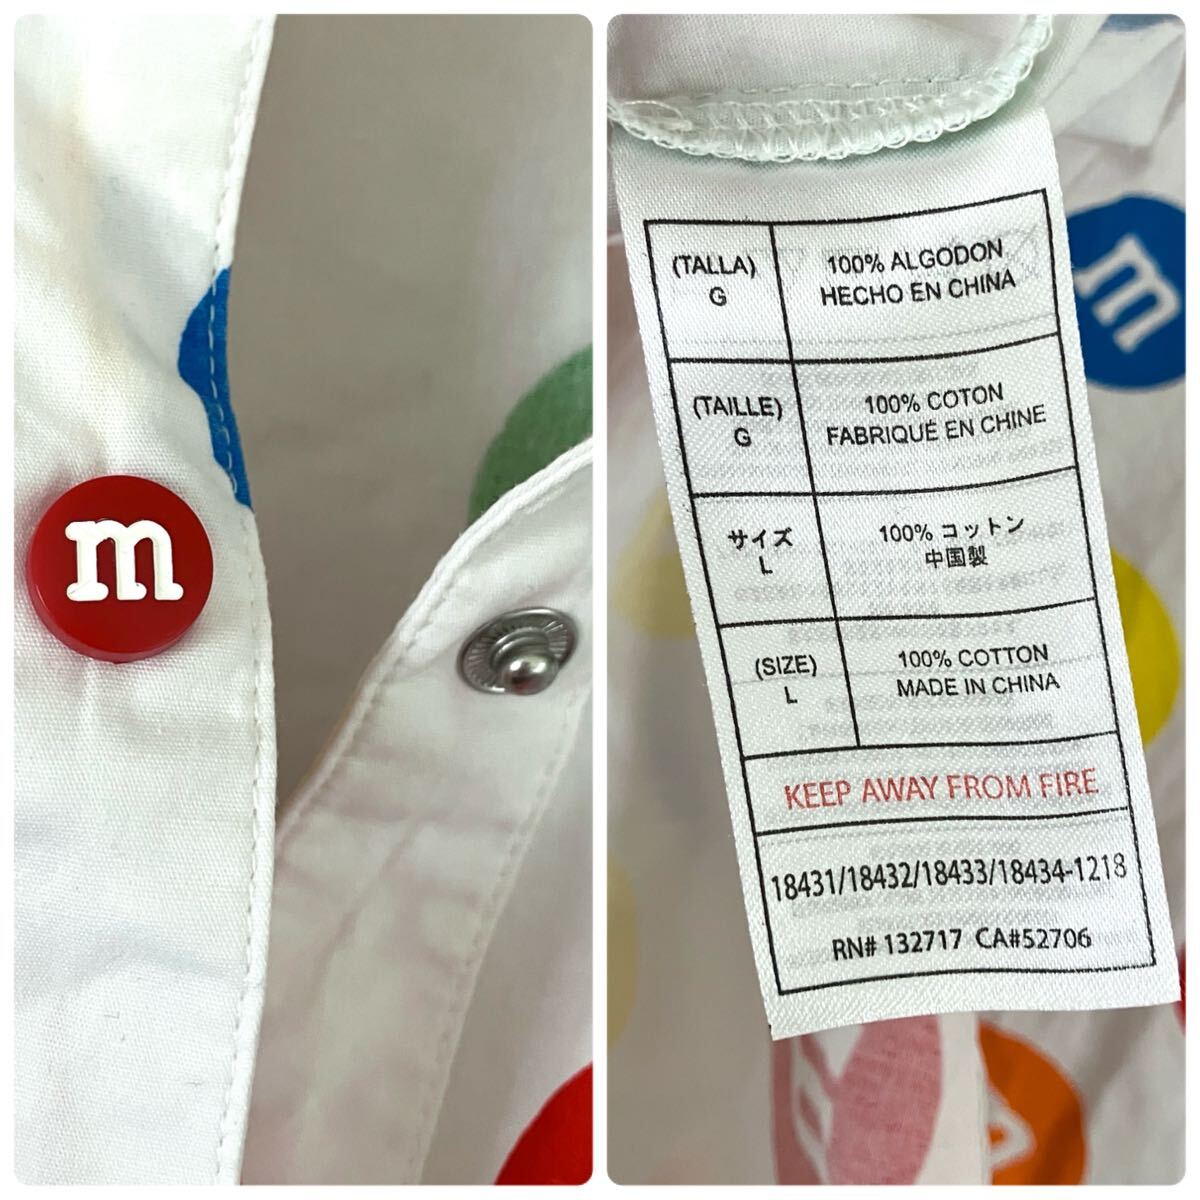 m
(TALLA)
G
100% ALGODON
HECHO EN CHINA
(TAILLE)
G
100% COTON
FABRIQUÉ EN CHINE
サイズ
L
100% コットン
中国製
(SIZE)
L
100% COTTON
MADE IN CHINA
KEEP AWAY FROM FIRE
18431/18432/18433/18434-1218
RN# 132717 CA#52706
m